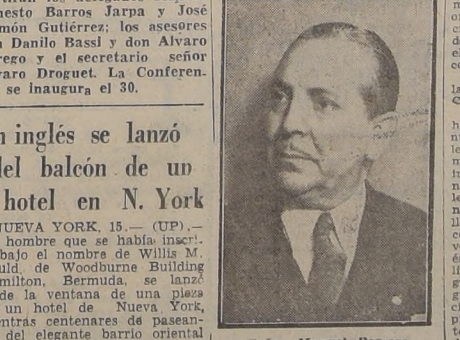 nesto Barros Jarpa y José
món Gutiérrez; los asesores
n Danilo Bassi y don Alvaro
rego y el secretario señor
varo Droguet. La Conferen-
se inaugura el 30.
n inglés se lanzó
del balcón de un
hotel en N. York
NUEVA YORK, 15.— (UP).—
hombre que se había inscri-
bajo el nombre de Willis M.
uld, de Woodburne Building
milton, Bermuda, se lanzó
de la ventana de una pieza
un hotel de Nueva York,
entras centenares de pasean-
del elegante barrio oriental